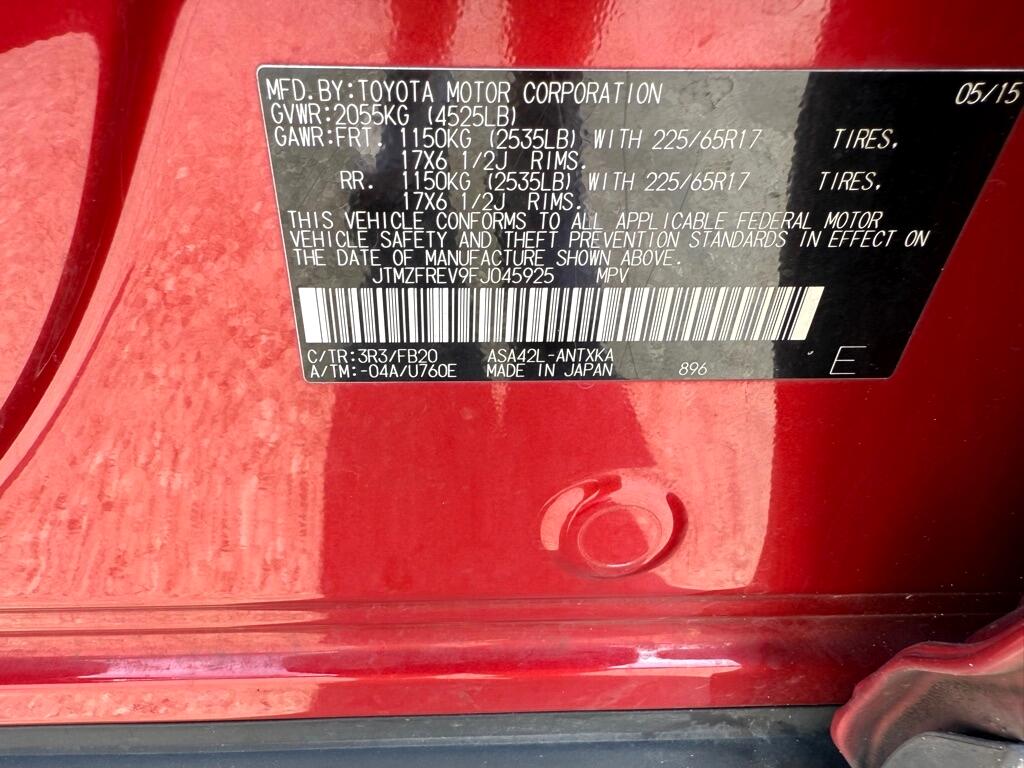 MFD.BY:TOYOTA MOTOR CORPORATION 05/15
GVWR:2055KG (4525LB)
GAWR:FRT. 1150KG (2535LB) WITH 225/65R17 TIRES.
17X6 1/2J RIMS.
RR. 1150KG (2535LB) WITH 225/65R17 TIRES.
17X6 1/2J RIMS.
THIS VEHICLE CONFORMS TO ALL APPLICABLE FEDERAL MOTOR
VEHICLE SAFETY AND THEFT PREVENTION STANDARDS IN EFFECT ON
THE DATE OF MANUFACTURE SHOWN ABOVE.
JTMZFREV9FJ045925 MPV
C/TR:3R3/FB20 ASA42L-ANTXKA
A/TM:-04A/U760E MADE IN JAPAN 896 E